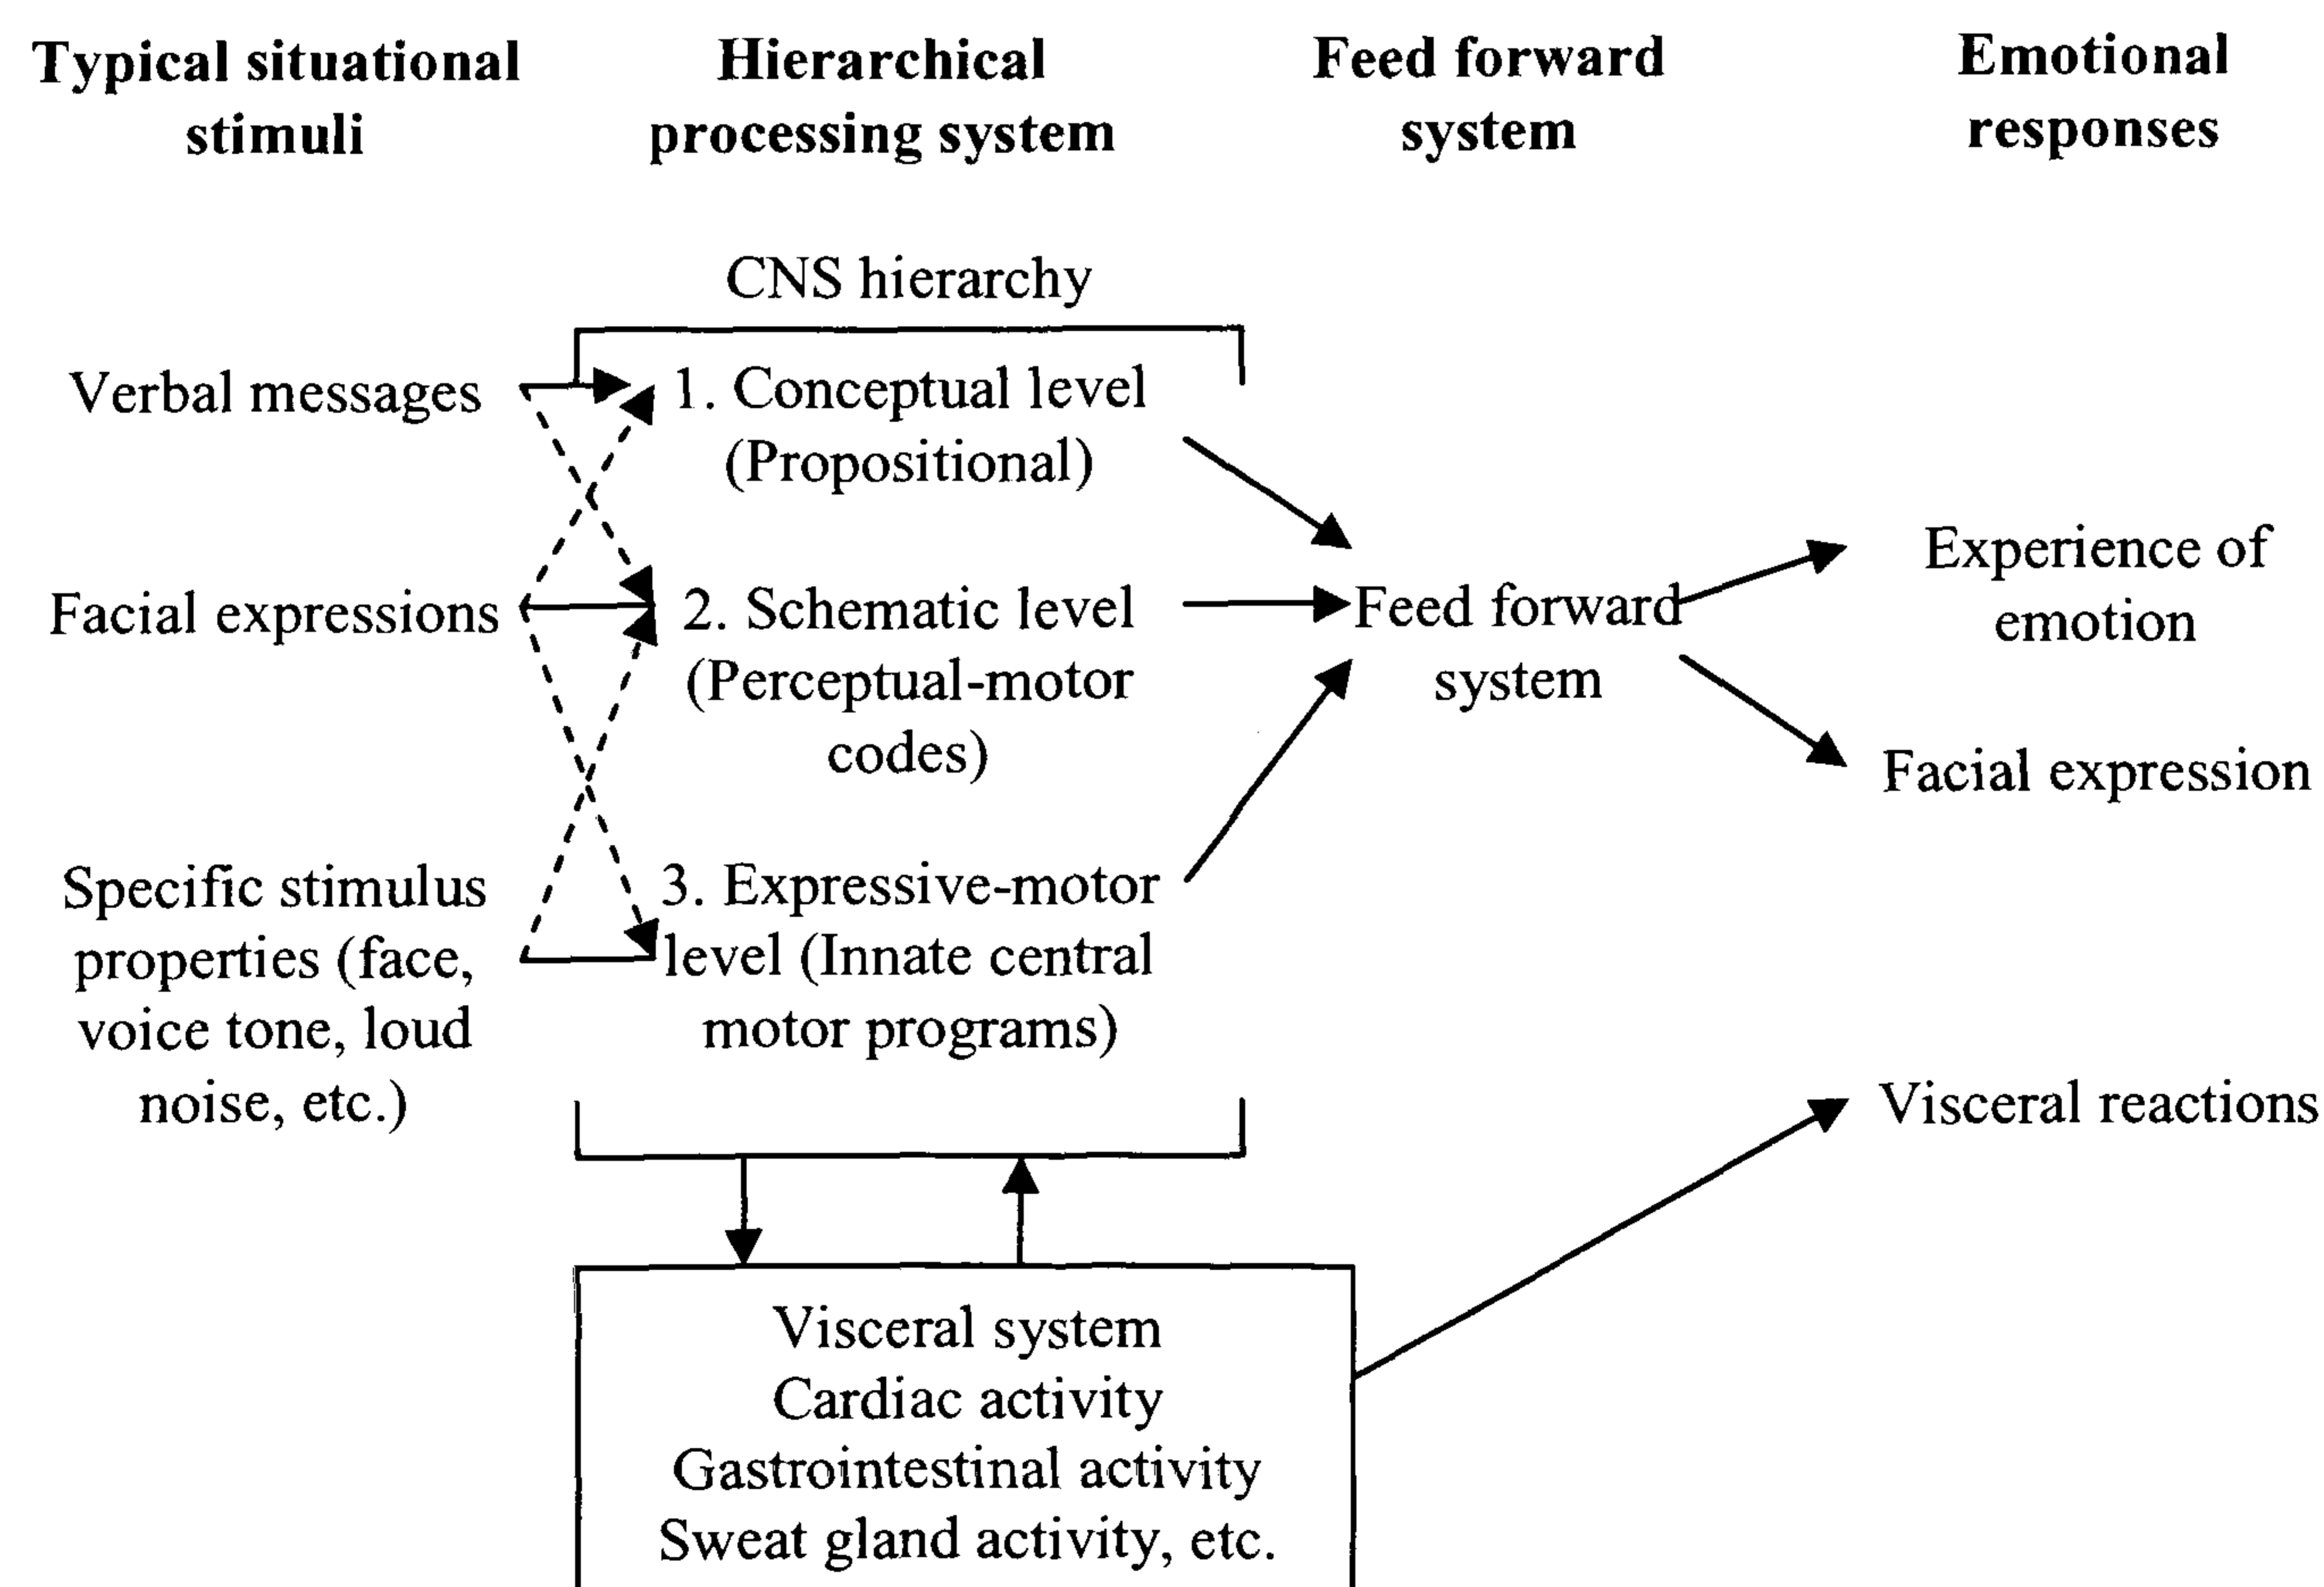 Typical situational
stimuli
Hierarchical
processing system
Feed forward
system
Emotional
responses
CNS hierarchy
Verbal messages
1. Conceptual level
(Propositional)
Facial expressions
2. Schematic level
(Perceptual-motor
codes)
Feed forward
system
Experience of
emotion
Facial expression
Specific stimulus
properties (face,
voice tone, loud
noise, etc.)
3. Expressive-motor
level (Innate central
motor programs)
Visceral reactions
Visceral system
Cardiac activity
Gastrointestinal activity
Sweat gland activity, etc.